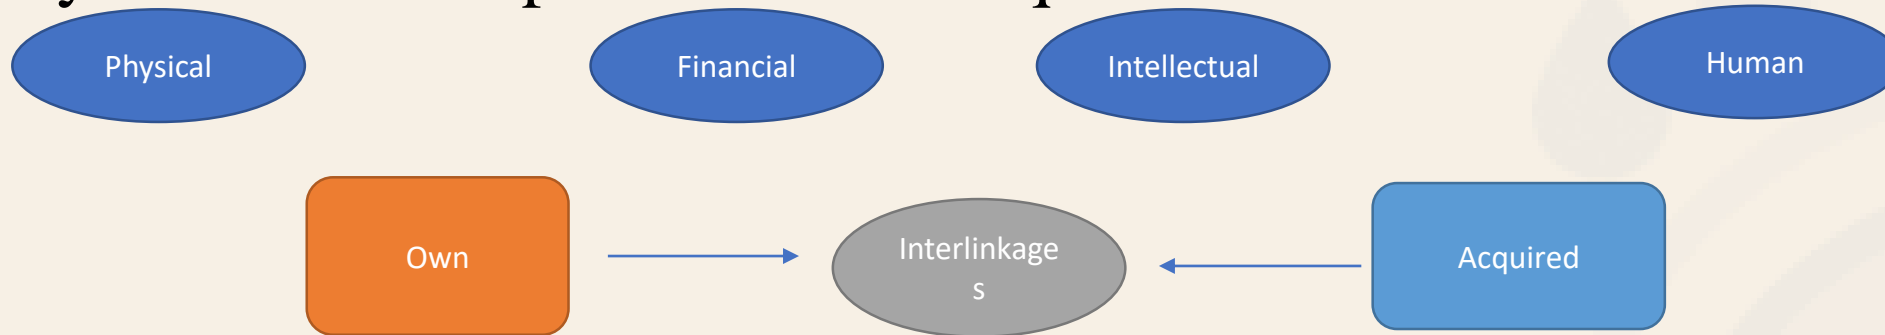 Physical
Financial
Intellectual
Human
Own
Interlinkage
s
Acquired